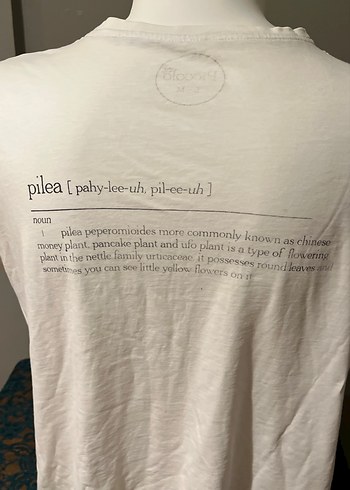 pilea [ pahy-lee-uh, pil-ee-uh ]
noun
1 pilea peperomioides more commonly known as chinese
money plant, pancake plant and ufo plant is a type of flowering
plant in the nettle family urticaceae. it possesses round leaves and
sometimes you can see little yellow flowers on it